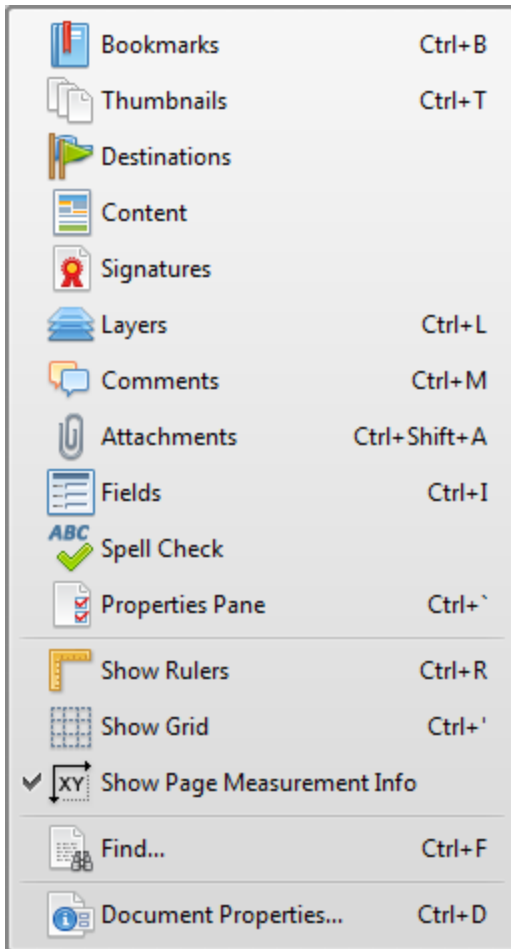 Bookmarks Ctrl+B
Thumbnails Ctrl+T
Destinations
Content
Signatures
Layers Ctrl+L
Comments Ctrl+M
Attachments Ctrl+Shift+A
Fields Ctrl+I
ABC
Spell Check
Properties Pane Ctrl+`
Show Rulers Ctrl+R
Show Grid Ctrl+'
XY Show Page Measurement Info
Find... Ctrl+F
Document Properties... Ctrl+D